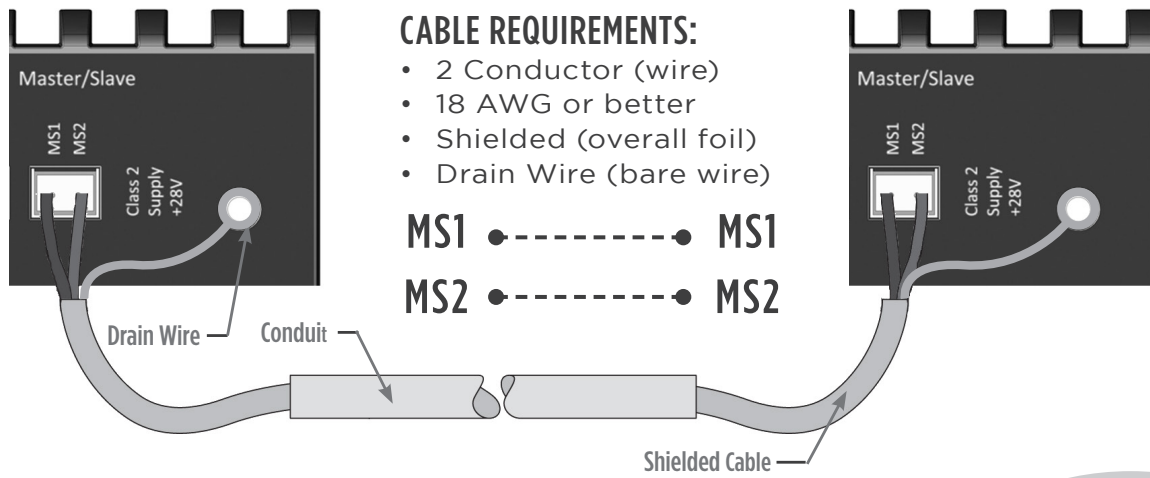 CABLE REQUIREMENTS:
• 2 Conductor (wire)
• 18 AWG or better
• Shielded (overall foil)
• Drain Wire (bare wire)
Master/Slave
MS1
MS2
Class 2
Supply
+28V
Master/Slave
MS1
MS2
Class 2
Supply
+28V
MS1 MS1
MS2 MS2
Drain Wire
Conduit
Shielded Cable